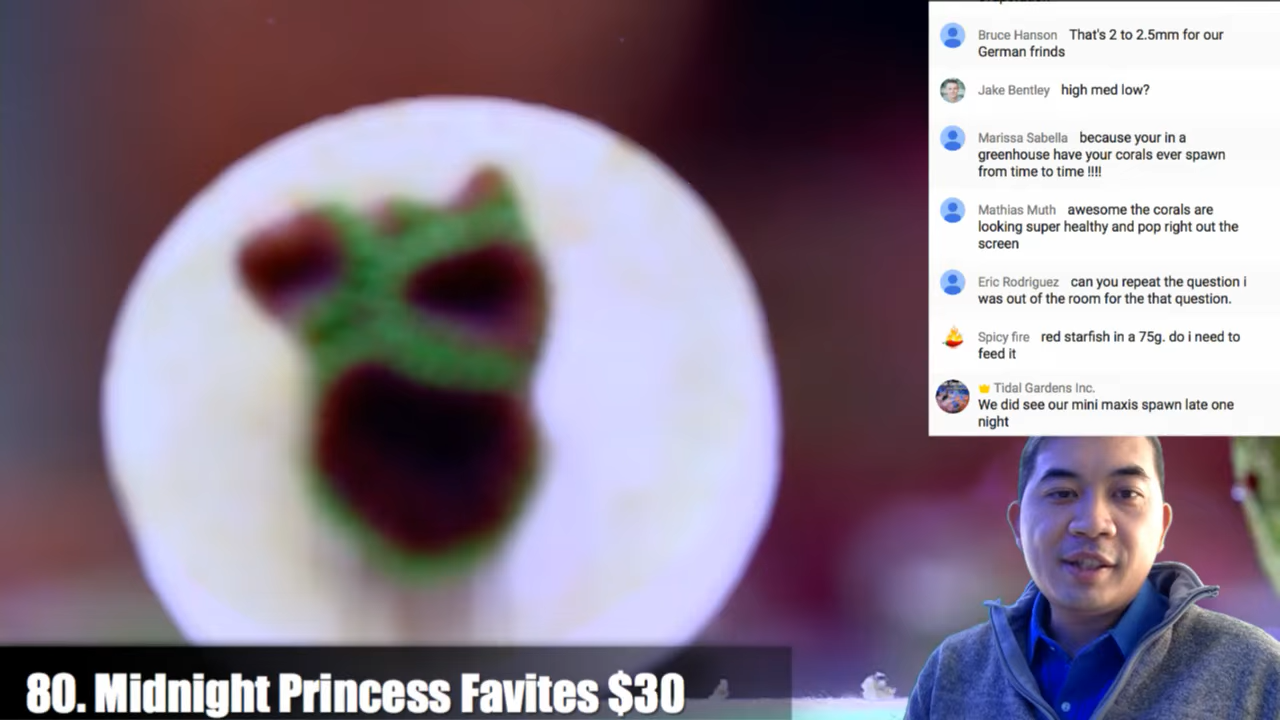 Bruce Hanson That's 2 to 2.5mm for our
German frinds
Jake Bentley high med low?
Marissa Sabella because your in a
greenhouse have your corals ever spawn
from time to time !!!!
Mathias Muth awesome the corals are
looking super healthy and pop right out the
screen
Eric Rodriguez can you repeat the question i
was out of the room for the that question.
Spicy fire red starfish in a 75g. do i need to
feed it
Tidal Gardens Inc.
We did see our mini maxis spawn late one
night
80. Midnight Princess Favites $30